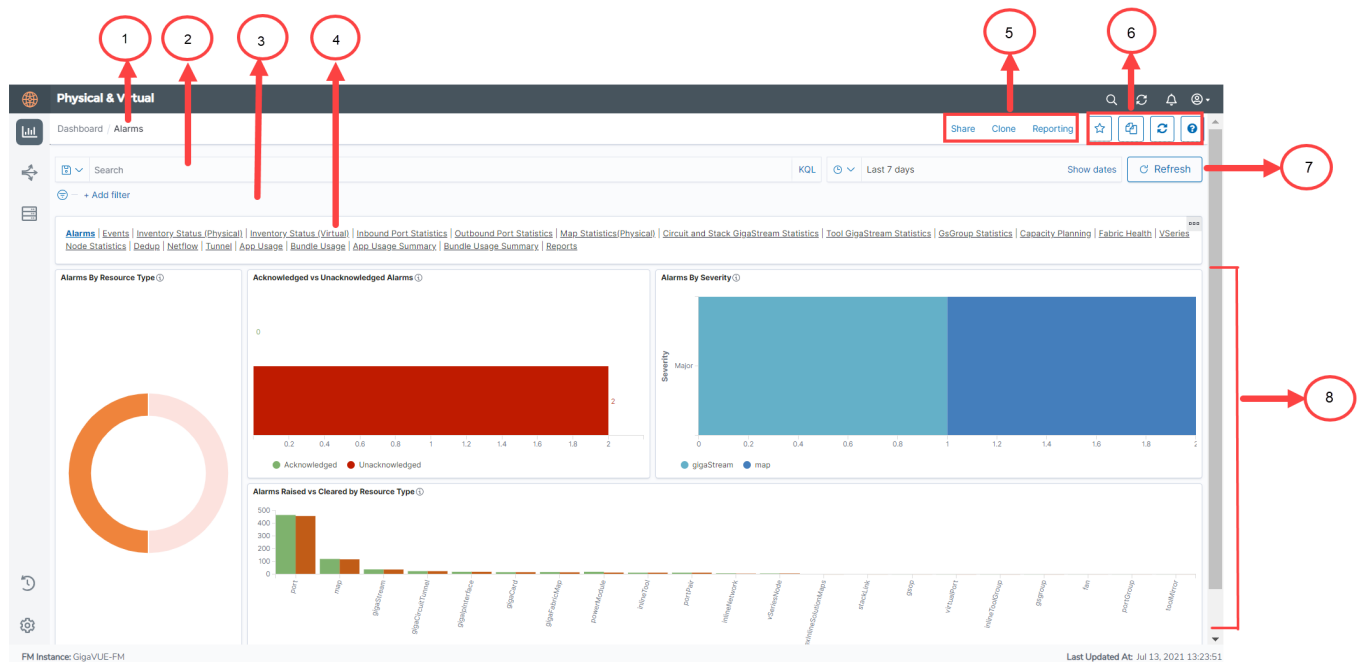 1 2 3 4 5 6
Physical & Virtual
Dashboard / Alarms
Share Clone Reporting
Search
KQL
Last 7 days
Show dates
Refresh
7
+ Add filter
Alarms | Events | Inventory Status (Physical) | Inventory Status (Virtual) | Inbound Port Statistics | Outbound Port Statistics | Map Statistics(Physical) | Circuit and Stack GigaStream Statistics | Tool GigaStream Statistics | GsGroup Statistics | Capacity Planning | Fabric Health | VSeries
Node Statistics | Dedup | Netflow | Tunnel | App Usage | Bundle Usage | App Usage Summary | Bundle Usage Summary | Reports
Alarms By Resource Type
Acknowledged vs Unacknowledged Alarms
0
2
0.2 0.4 0.6 0.8 1 1.2 1.4 1.6 1.8 2
Acknowledged Unacknowledged
Alarms By Severity
Severity
Major
0 0.2 0.4 0.6 0.8 1 1.2 1.4 1.6 1.8 2
gigaStream map
8
Alarms Raised vs Cleared by Resource Type
500
400
300
200
100
0
port map gigaStream gigaCircuitTunnel gigaIpInterface gigaCard gigaFabricMap powerModule inlineTool portPair inlineNetwork vSeriesNode stackLink gsop virtualPort inlineToolGroup gsgroup fan portGroup toolMirror
FM Instance: GigaVUE-FM
Last Updated At: Jul 13, 2021 13:23:51